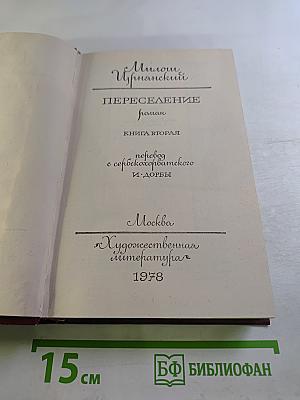 Милош
Црнянский
ПЕРЕСЕЛЕНИЕ
роман
КНИГА ВТОРАЯ
перевод
с сербскохорватского
И. ДОРБЫ
Москва
«Художественная
литература»
1978
15 см
БФ БИБЛИОФАН